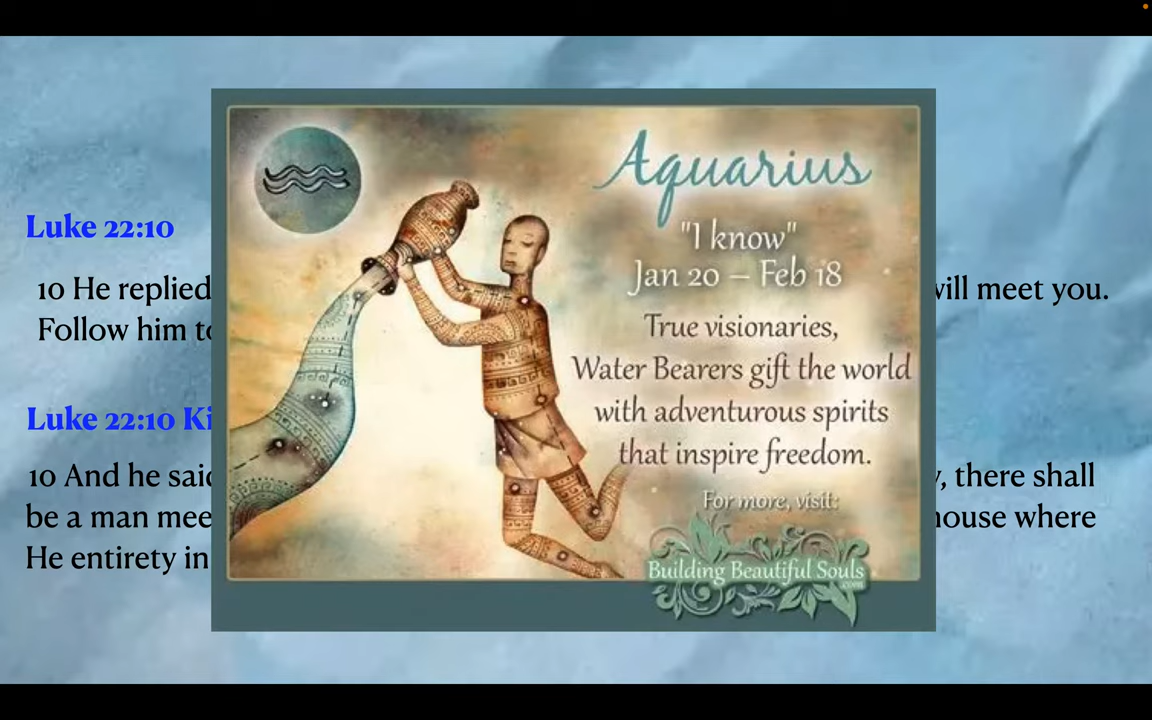 Luke 22:10
10 He replied
will meet you.
Follow him to
Luke 22:10 Ki
10 And he said
, there shall
be a man mee
house where
He entirety in
Aquarius
"I know"
Jan 20 – Feb 18
True visionaries,
Water Bearers gift the world
with adventurous spirits
that inspire freedom.
For more, visit:
Building Beautiful Souls
.com